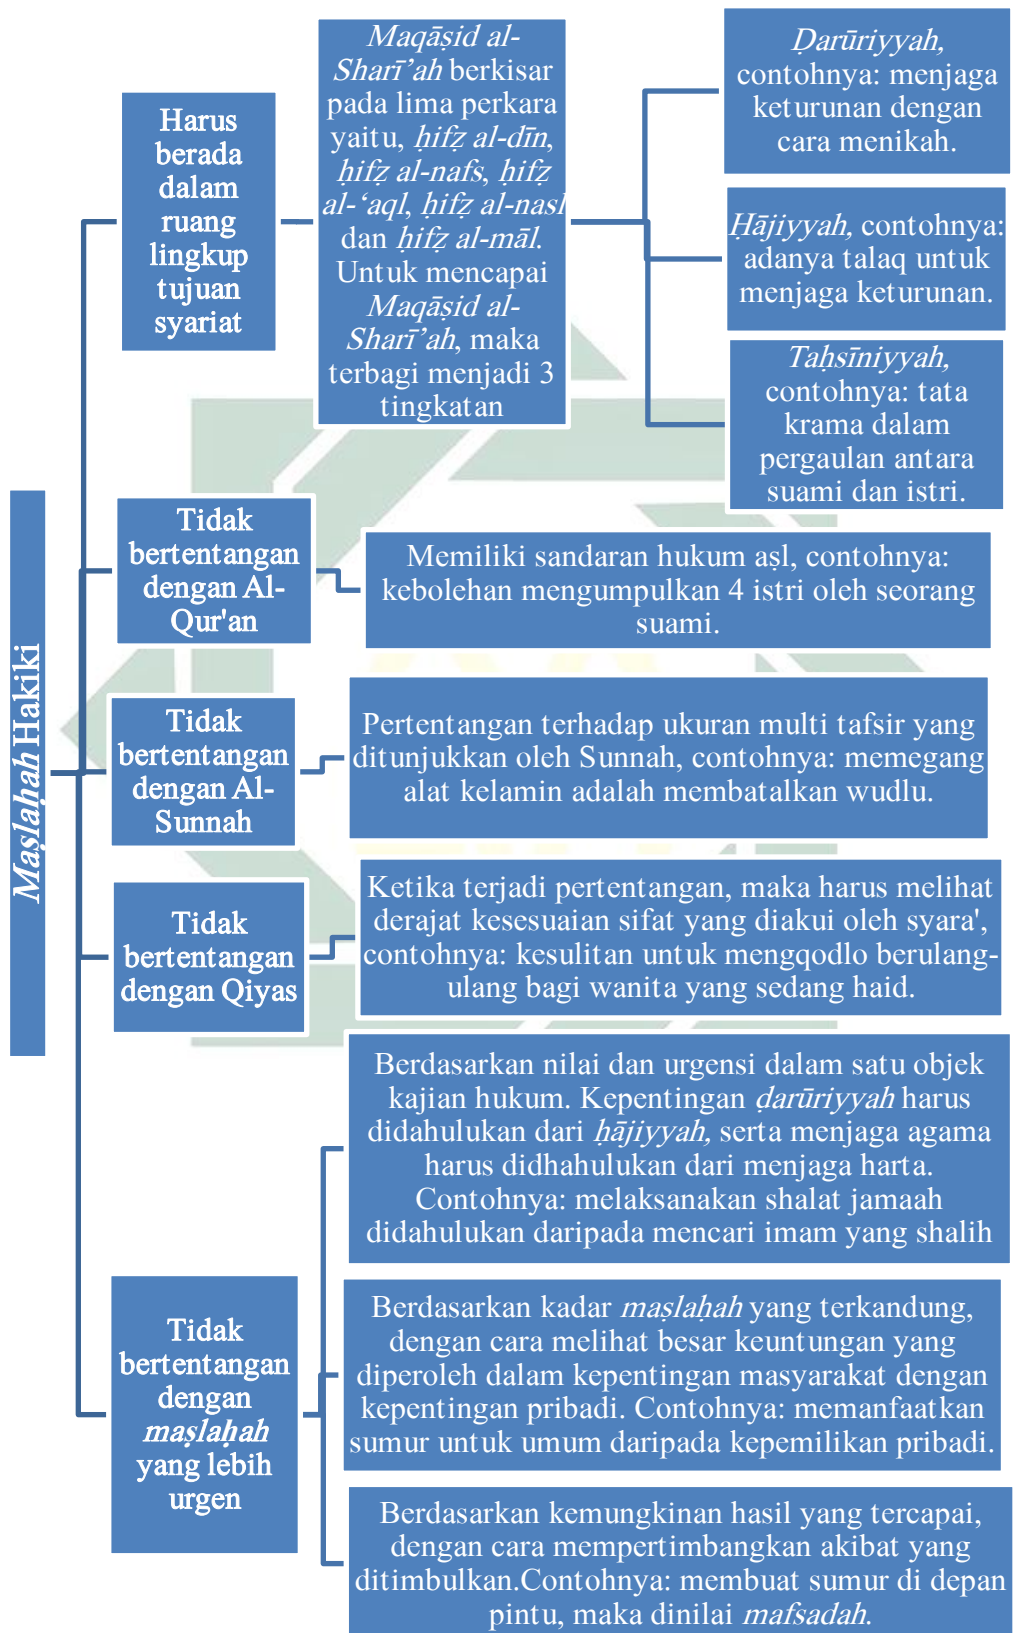 Maṣlaḥah Hakiki
Harus
berada
dalam
ruang
lingkup
tujuan
syariat
Maqāṣid al-
Sharī’ah berkisar
pada lima perkara
yaitu, ḥifẓ al-dīn,
ḥifẓ al-nafs, ḥifẓ
al-‘aql, ḥifẓ al-nasl
dan ḥifẓ al-māl.
Untuk mencapai
Maqāṣid al-
Sharī’ah, maka
terbagi menjadi 3
tingkatan
Ḍarūriyyah,
contohnya: menjaga
keturunan dengan
cara menikah.
Ḥājiyyah, contohnya:
adanya talaq untuk
menjaga keturunan.
Taḥsīniyyah,
contohnya: tata
krama dalam
pergaulan antara
suami dan istri.
Tidak
bertentangan
dengan Al-
Qur'an
Memiliki sandaran hukum aṣl, contohnya:
kebolehan mengumpulkan 4 istri oleh seorang
suami.
Tidak
bertentangan
dengan Al-
Sunnah
Pertentangan terhadap ukuran multi tafsir yang
ditunjukkan oleh Sunnah, contohnya: memegang
alat kelamin adalah membatalkan wudlu.
Tidak
bertentangan
dengan Qiyas
Ketika terjadi pertentangan, maka harus melihat
derajat kesesuaian sifat yang diakui oleh syara',
contohnya: kesulitan untuk mengqodlo berulang-
ulang bagi wanita yang sedang haid.
Tidak
bertentangan
dengan
maṣlaḥah
yang lebih
urgen
Berdasarkan nilai dan urgensi dalam satu objek
kajian hukum. Kepentingan ḍarūriyyah harus
didahulukan dari ḥājiyyah, serta menjaga agama
harus didhahulukan dari menjaga harta.
Contohnya: melaksanakan shalat jamaah
didahulukan daripada mencari imam yang shalih
Berdasarkan kadar maṣlaḥah yang terkandung,
dengan cara melihat besar keuntungan yang
diperoleh dalam kepentingan masyarakat dengan
kepentingan pribadi. Contohnya: memanfaatkan
sumur untuk umum daripada kepemilikan pribadi.
Berdasarkan kemungkinan hasil yang tercapai,
dengan cara mempertimbangkan akibat yang
ditimbulkan.Contohnya: membuat sumur di depan
pintu, maka dinilai mafsadah.